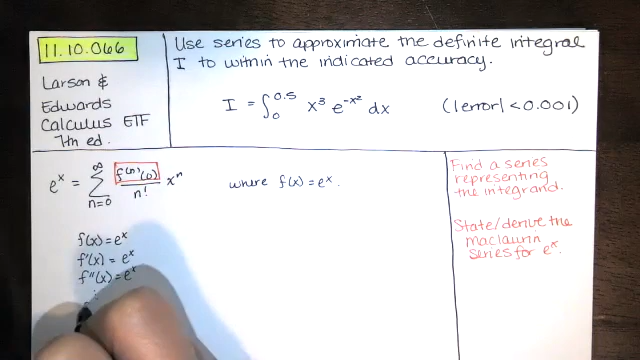 11.10.066
Larson &
Edwards
Calculus ETF
7th ed.
Use series to approximate the definite integral
I to within the indicated accuracy.
I = ∫₀^0.5 x³ e^(-x²) dx (|error| < 0.001)
e^x = ∑_{n=0}^∞ f^(n)(0)/n! x^n where f(x) = e^x.
f(x) = e^x
f'(x) = e^x
f''(x) = e^x
⋮
Find a series
representing
the integrand.
State/derive the
maclaurin
series for e^x.